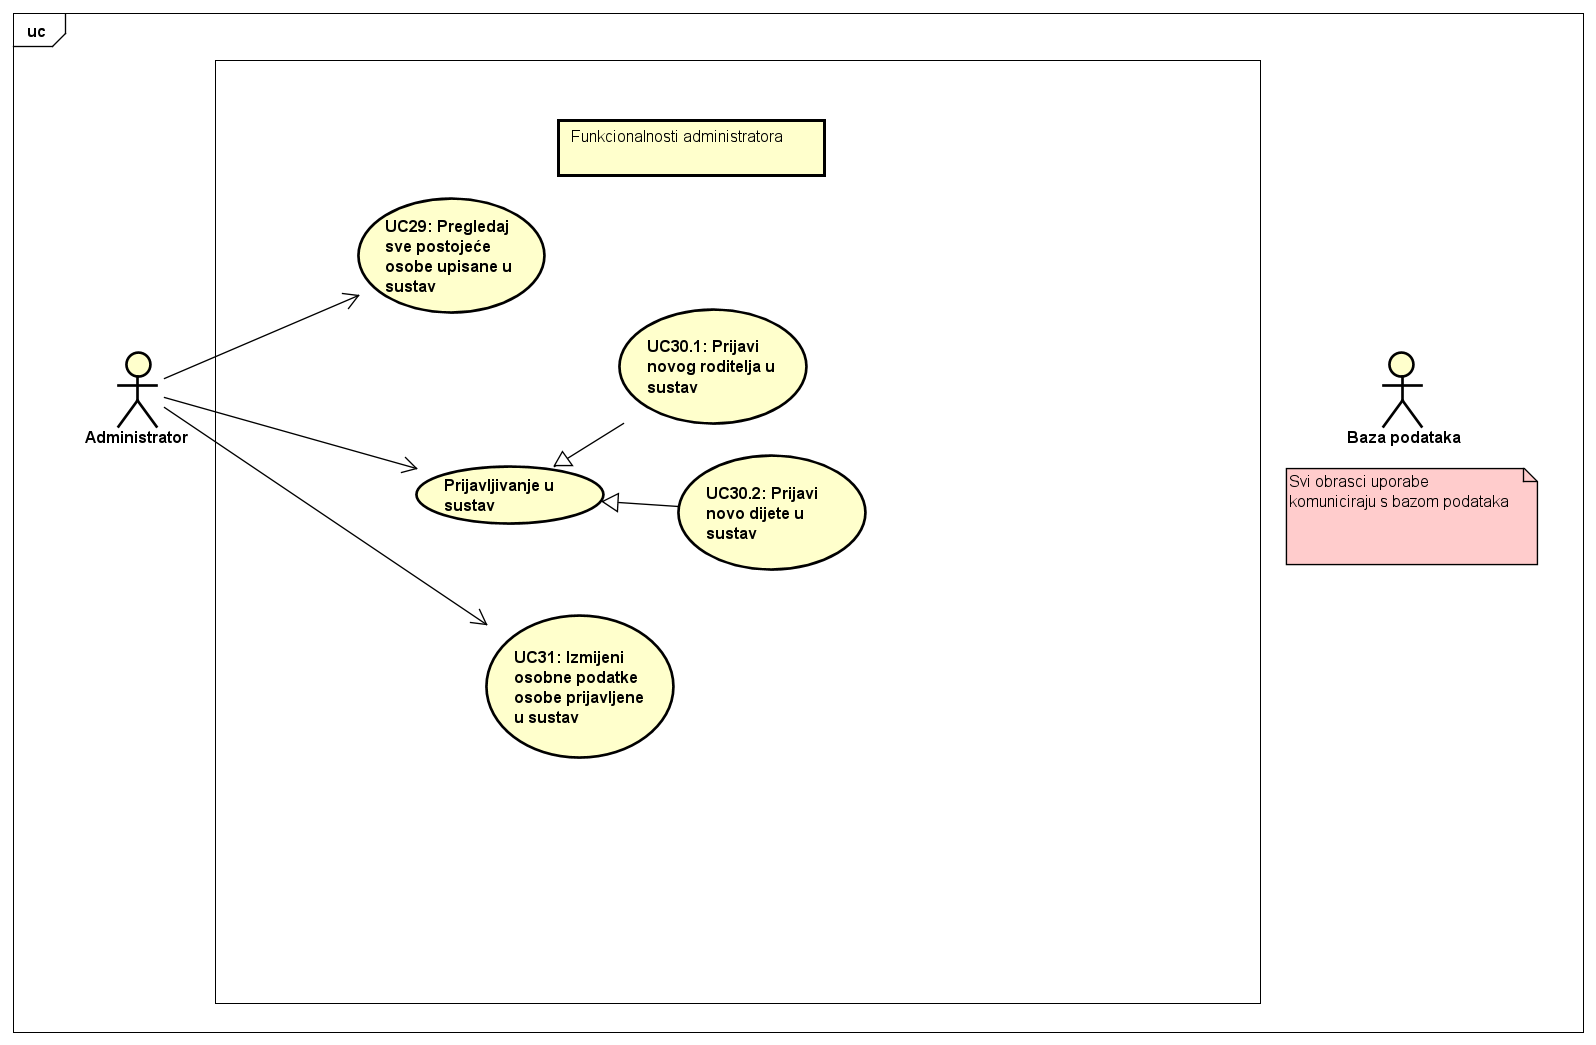 uc
Funkcionalnosti administratora
UC29: Pregledaj
sve postojeće
osobe upisane u
sustav
UC30.1: Prijavi
novog roditelja u
sustav
Administrator
Baza podataka
Prijavljivanje u
sustav
UC30.2: Prijavi
novo dijete u
sustav
Svi obrasci uporabe
komuniciraju s bazom podataka
UC31: Izmijeni
osobne podatke
osobe prijavljene
u sustav